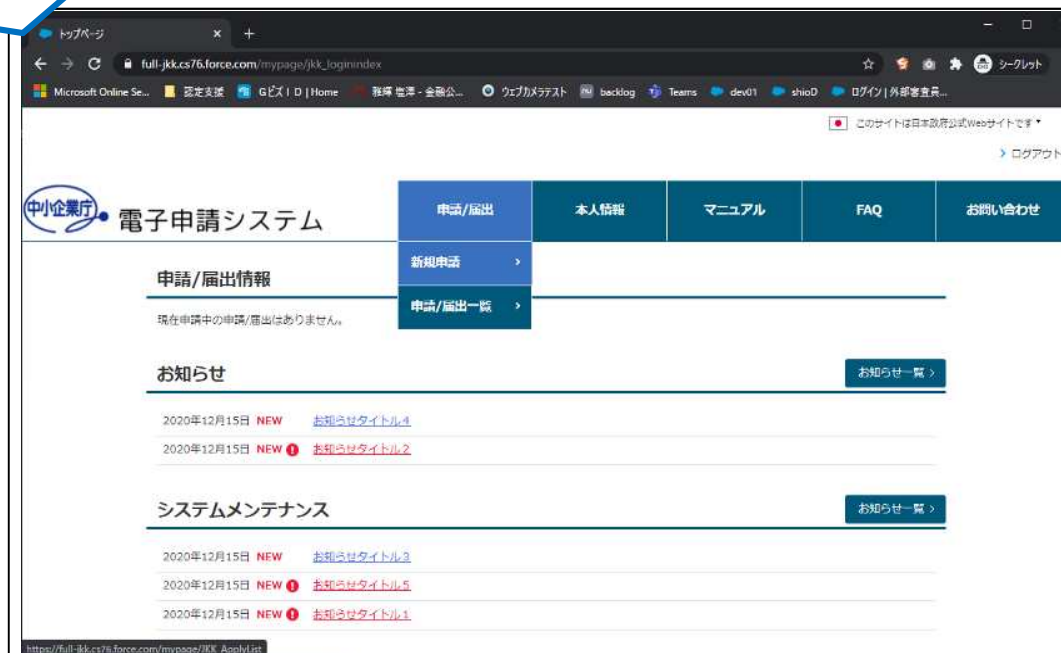 トップページ
full-jkk.cs76.force.com/mypage/jkk_loginindex
シークレット
Microsoft Online Se... 認定支援 GビズID | Home 金融公... ウェブカメラテスト backlog Teams dev01 shioD ログイン | 外部審査員...
このサイトは日本政府公式Webサイトです
ログアウト
中小企業庁 電子申請システム
申請/届出 本人情報 マニュアル FAQ お問い合わせ
新規申請
申請/届出一覧
申請/届出情報
現在申請中の申請/届出はありません。
お知らせ お知らせ一覧
2020年12月15日 NEW お知らせタイトル4
2020年12月15日 NEW お知らせタイトル2
システムメンテナンス お知らせ一覧
2020年12月15日 NEW お知らせタイトル3
2020年12月15日 NEW お知らせタイトル5
2020年12月15日 NEW お知らせタイトル1
https://full-jkk.cs76.force.com/mypage/JKK_ApplyList